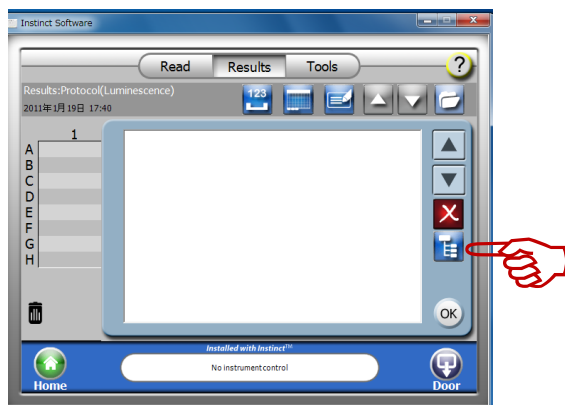 Instinct Software
X
Read Results Tools ?
Results:Protocol(Luminescence)
2011年1月19日 17:40
123
1
A
B
C
D
E
F
G
H
X
OK
Installed with Instinct™
No instrument control
Home
Door